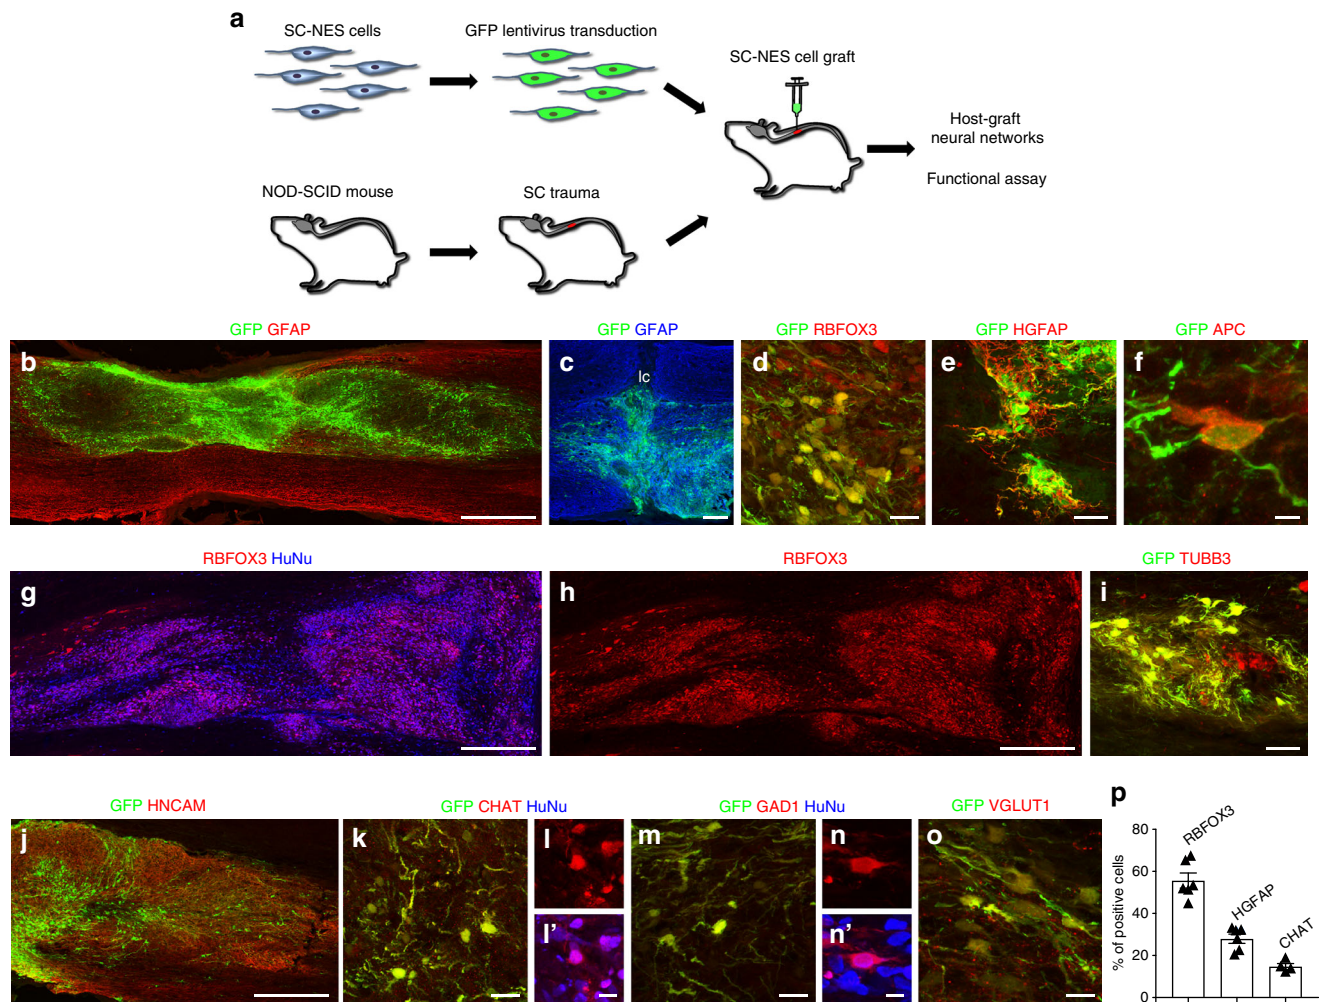 a
SC-NES cells
GFP lentivirus transduction
SC-NES cell graft
Host-graft
neural networks
Functional assay
NOD-SCID mouse
SC trauma
GFP GFAP
GFP GFAP
GFP RBFOX3
GFP HGFAP
GFP APC
b
c
lc
d
e
f
RBFOX3 HuNu
RBFOX3
GFP TUBB3
g
h
i
GFP HNCAM
GFP CHAT HuNu
GFP GAD1 HuNu
GFP VGLUT1
j
k
l
l'
m
n
n'
o
p
% of positive cells
80
60
40
20
0
RBFOX3
HGFAP
CHAT